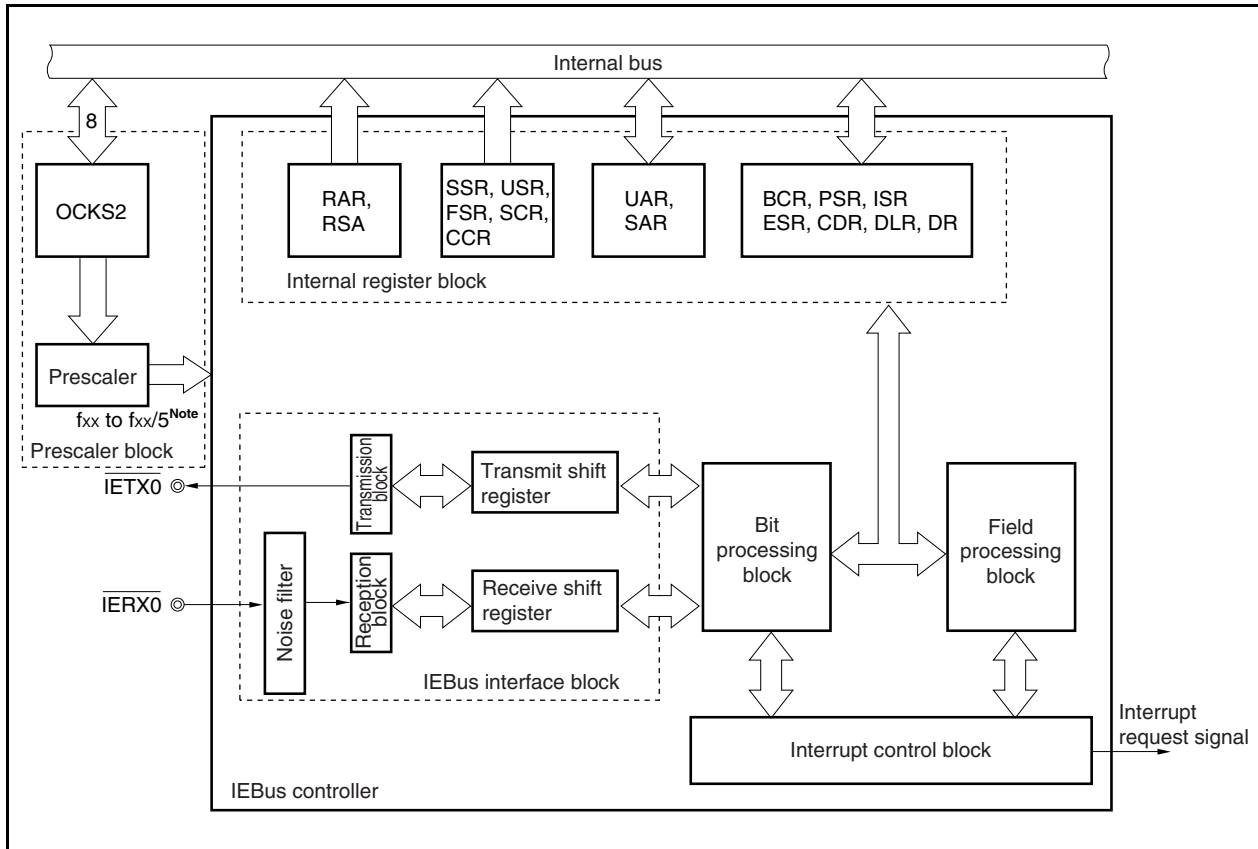 Internal bus
8
OCKS2
RAR,
RSA
SSR, USR,
FSR, SCR,
CCR
UAR,
SAR
BCR, PSR, ISR
ESR, CDR, DLR, DR
Internal register block
Prescaler
fxx to fxx/5Note
Prescaler block
IETX0
Transmission
block
Transmit shift
register
Bit
processing
block
Field
processing
block
IERX0
Noise filter
Reception
block
Receive shift
register
IEBus interface block
Interrupt control block
Interrupt
request signal
IEBus controller